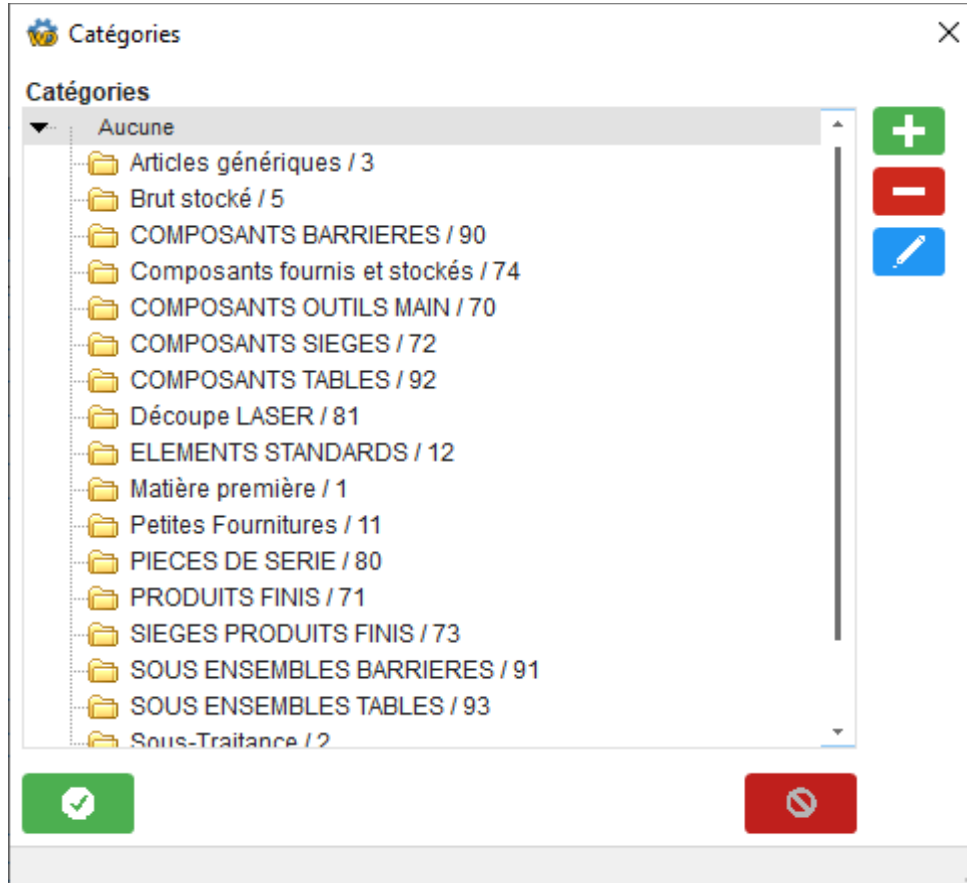 Catégories
Catégories
Aucune
Articles génériques / 3
Brut stocké / 5
COMPOSANTS BARRIERES / 90
Composants fournis et stockés / 74
COMPOSANTS OUTILS MAIN / 70
COMPOSANTS SIEGES / 72
COMPOSANTS TABLES / 92
Découpe LASER / 81
ELEMENTS STANDARDS / 12
Matière première / 1
Petites Fournitures / 11
PIECES DE SERIE / 80
PRODUITS FINIS / 71
SIEGES PRODUITS FINIS / 73
SOUS ENSEMBLES BARRIERES / 91
SOUS ENSEMBLES TABLES / 93
Sous-Traitance / 2